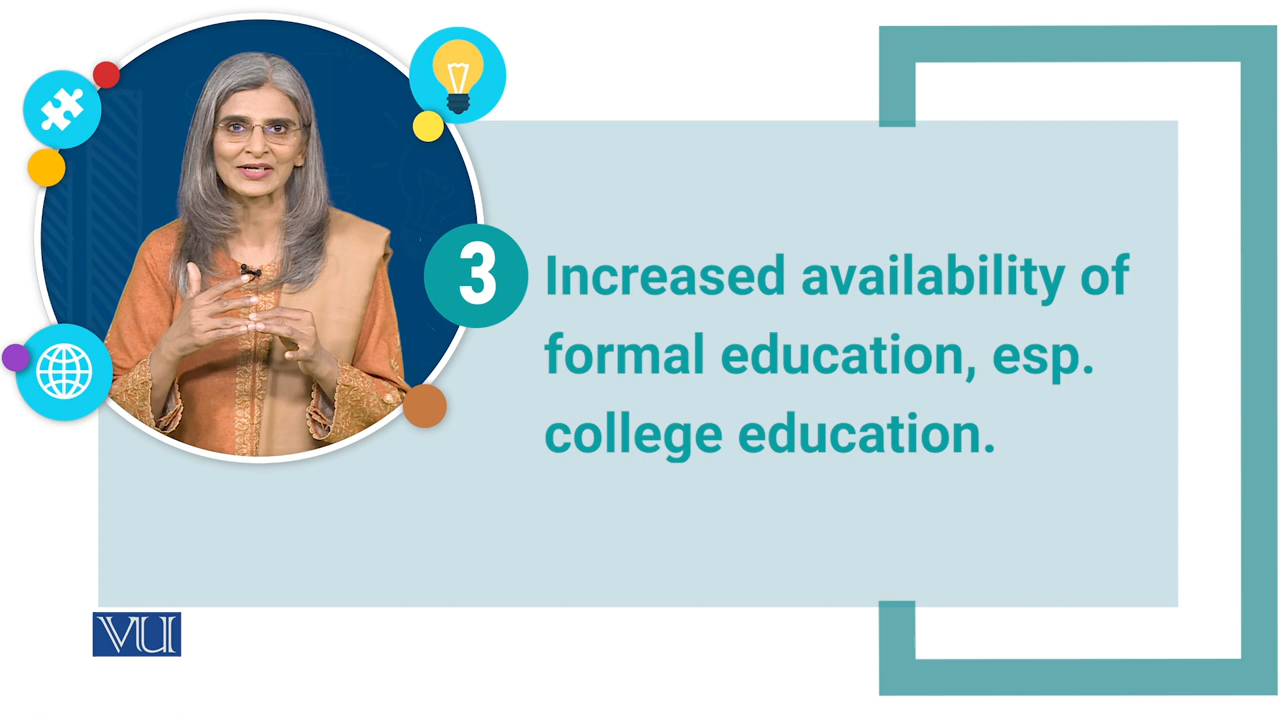 3
Increased availability of
formal education, esp.
college education.
VU